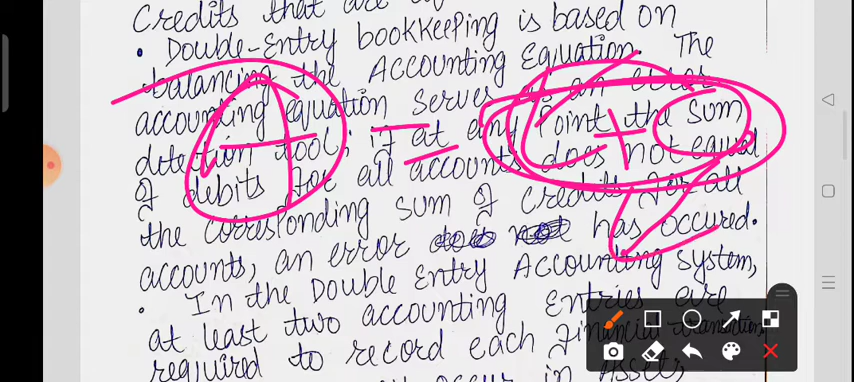 Credits that are
• Double-Entry bookkeeping is based on
balancing the Accounting Equation. The
accounting equation serves as an error
detection tool; if at any Point the sum
of debits for all accounts does not equal
the corresponding sum of credits for all
accounts, an error has occured.
• In the Double Entry Accounting system,
at least two accounting Entries are
required to record each financial transaction,
occur in Asset,